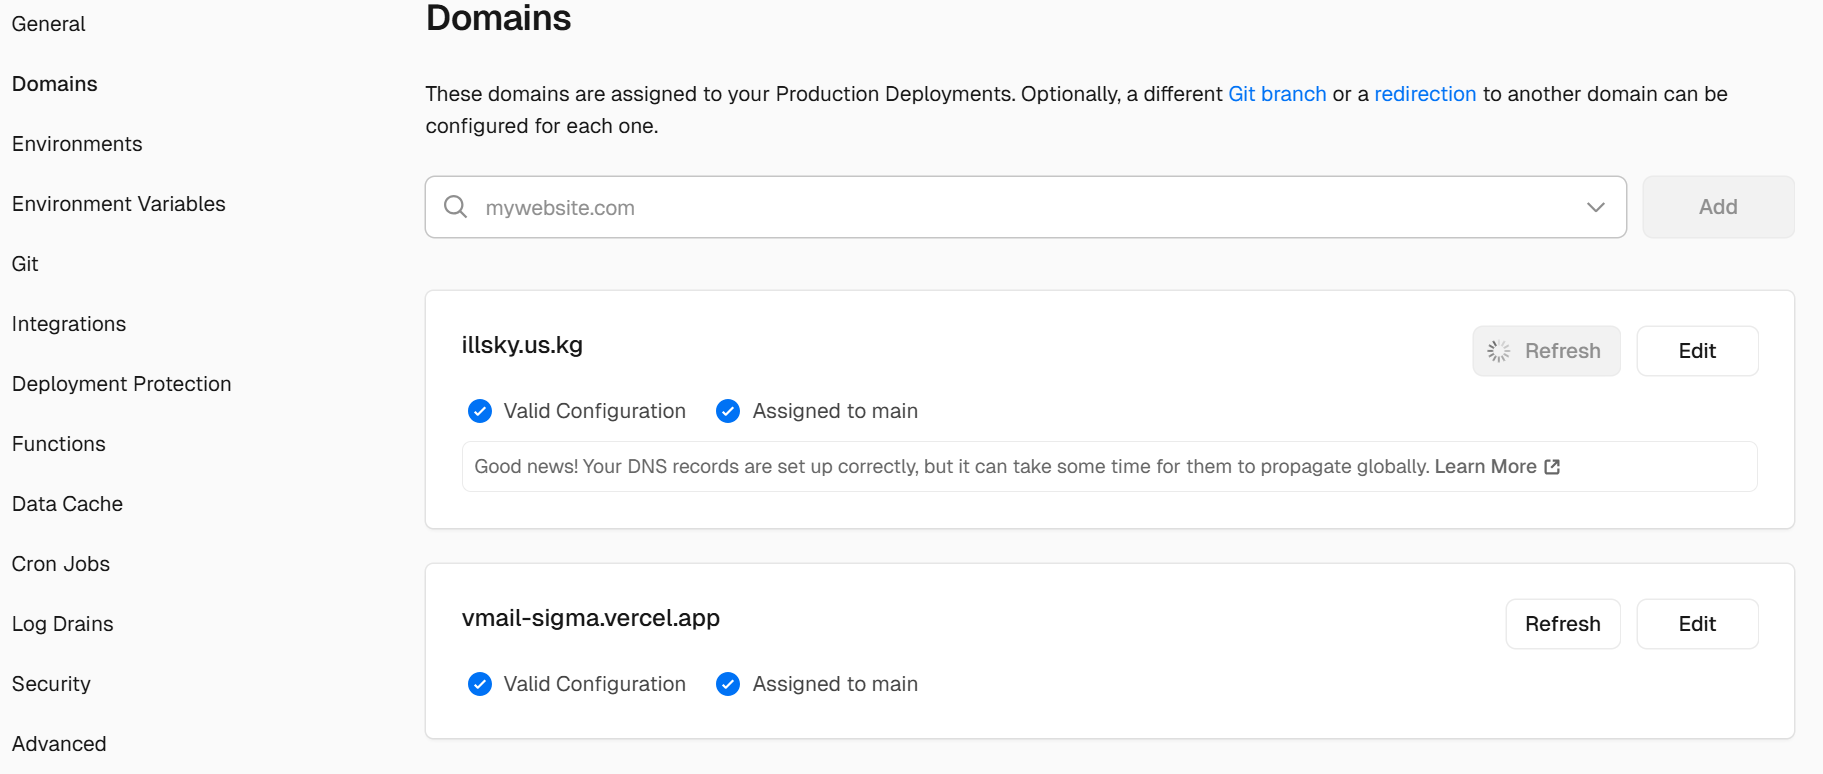 General
Domains
Environments
Environment Variables
Git
Integrations
Deployment Protection
Functions
Data Cache
Cron Jobs
Log Drains
Security
Advanced
Domains
These domains are assigned to your Production Deployments. Optionally, a different Git branch or a redirection to another domain can be
configured for each one.
mywebsite.com
Add
illsky.us.kg
Refresh
Edit
Valid Configuration
Assigned to main
Good news! Your DNS records are set up correctly, but it can take some time for them to propagate globally. Learn More
vmail-sigma.vercel.app
Refresh
Edit
Valid Configuration
Assigned to main